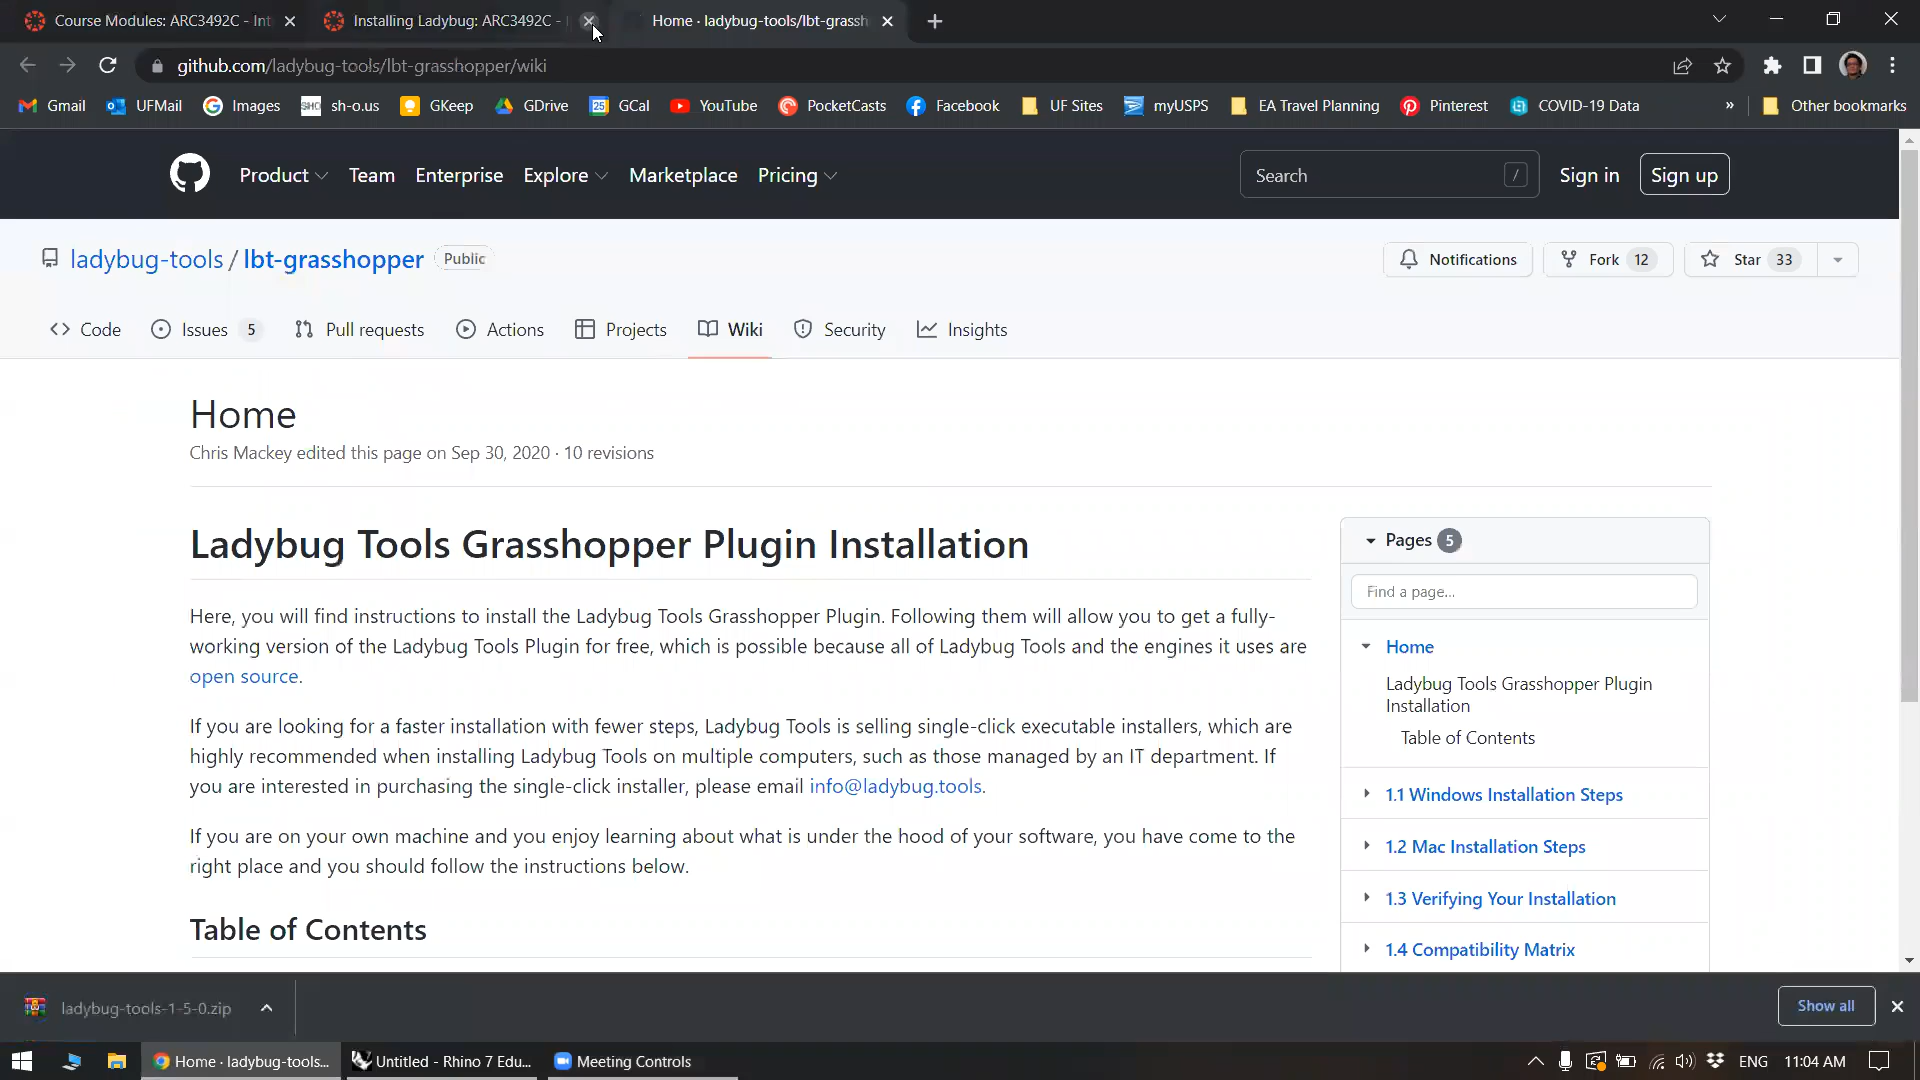 Course Modules: ARC3492C - Int
Installing Ladybug: ARC3492C -
Home · ladybug-tools/lbt-grassh
github.com/ladybug-tools/lbt-grasshopper/wiki
Gmail UFMail Images sh-o.us GKeep GDrive GCal YouTube PocketCasts Facebook UF Sites myUSPS EA Travel Planning Pinterest COVID-19 Data » Other bookmarks
Product Team Enterprise Explore Marketplace Pricing Search / Sign in Sign up
ladybug-tools / lbt-grasshopper Public Notifications Fork 12 Star 33
Code Issues 5 Pull requests Actions Projects Wiki Security Insights
Home
Chris Mackey edited this page on Sep 30, 2020 · 10 revisions
Ladybug Tools Grasshopper Plugin Installation
Here, you will find instructions to install the Ladybug Tools Grasshopper Plugin. Following them will allow you to get a fully-
working version of the Ladybug Tools Plugin for free, which is possible because all of Ladybug Tools and the engines it uses are
open source.
If you are looking for a faster installation with fewer steps, Ladybug Tools is selling single-click executable installers, which are
highly recommended when installing Ladybug Tools on multiple computers, such as those managed by an IT department. If
you are interested in purchasing the single-click installer, please email info@ladybug.tools.
If you are on your own machine and you enjoy learning about what is under the hood of your software, you have come to the
right place and you should follow the instructions below.
Table of Contents
Pages 5
Find a page...
Home
Ladybug Tools Grasshopper Plugin
Installation
Table of Contents
1.1 Windows Installation Steps
1.2 Mac Installation Steps
1.3 Verifying Your Installation
1.4 Compatibility Matrix
ladybug-tools-1-5-0.zip Show all
Home · ladybug-tools... Untitled - Rhino 7 Edu... Meeting Controls ENG 11:04 AM